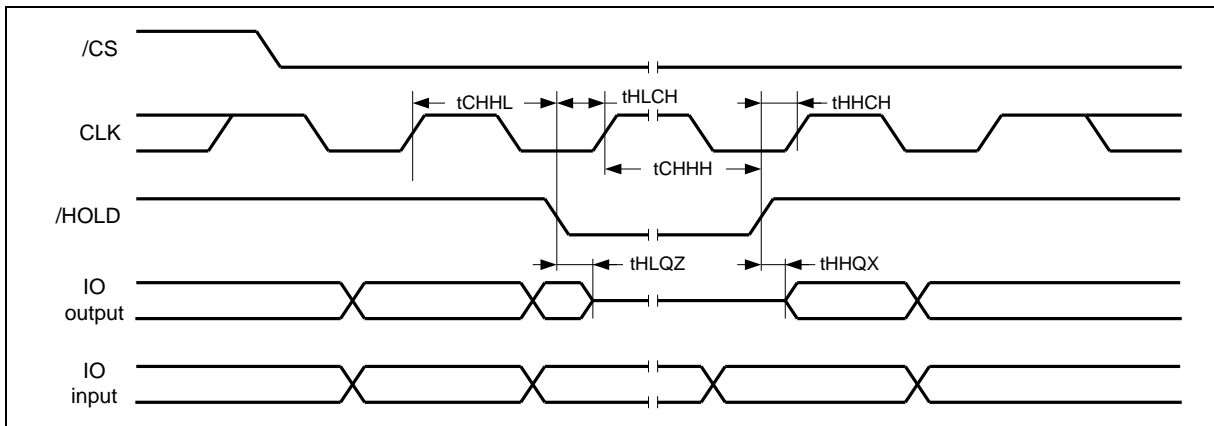 /CS
tCHHL
tHLCH
tHHCH
CLK
tCHHH
/HOLD
tHLQZ
tHHQX
IO
output
IO
input